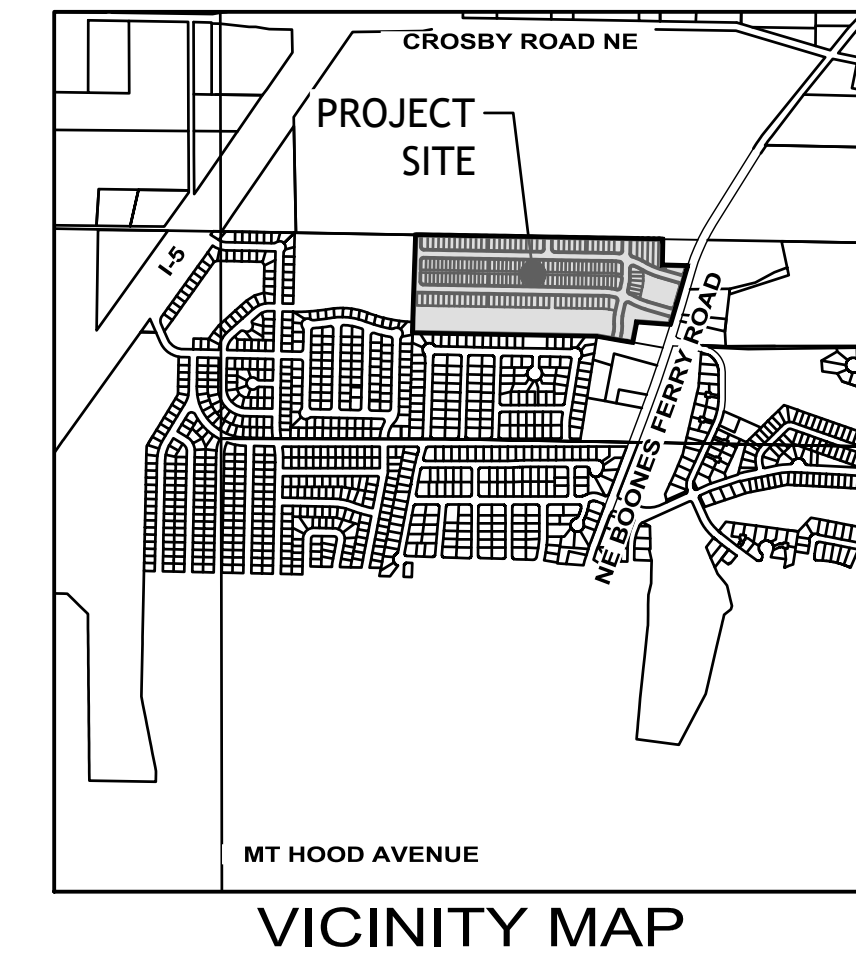 CROSBY ROAD NE
PROJECT
SITE
I-5
NE BOONES FERRY ROAD
MT HOOD AVENUE
VICINITY MAP